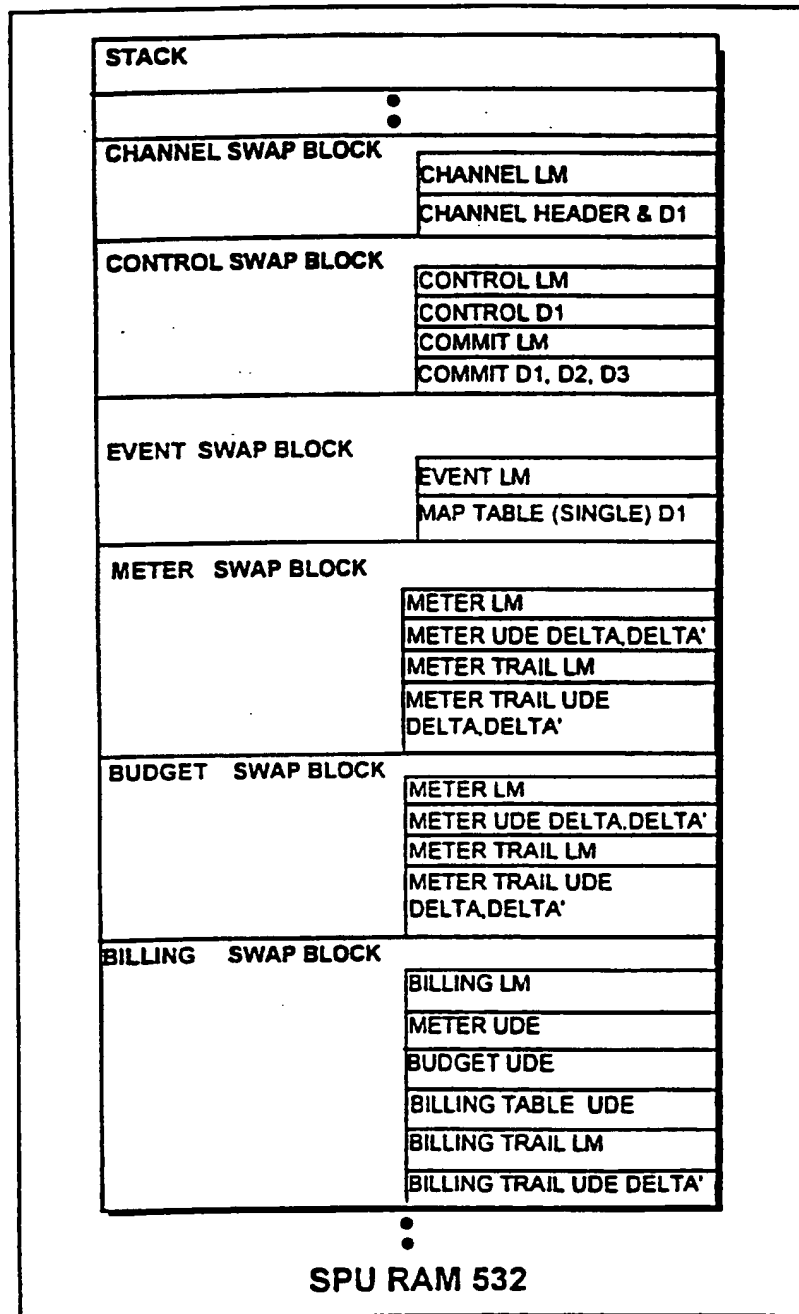 STACK
CHANNEL SWAP BLOCK
CHANNEL LM
CHANNEL HEADER & D1
CONTROL SWAP BLOCK
CONTROL LM
CONTROL D1
COMMIT LM
COMMIT D1, D2, D3
EVENT SWAP BLOCK
EVENT LM
MAP TABLE (SINGLE) D1
METER SWAP BLOCK
METER LM
METER UDE DELTA,DELTA'
METER TRAIL LM
METER TRAIL UDE
DELTA,DELTA'
BUDGET SWAP BLOCK
METER LM
METER UDE DELTA.DELTA'
METER TRAIL LM
METER TRAIL UDE
DELTA,DELTA'
BILLING SWAP BLOCK
BILLING LM
METER UDE
BUDGET UDE
BILLING TABLE UDE
BILLING TRAIL LM
BILLING TRAIL UDE DELTA'
SPU RAM 532